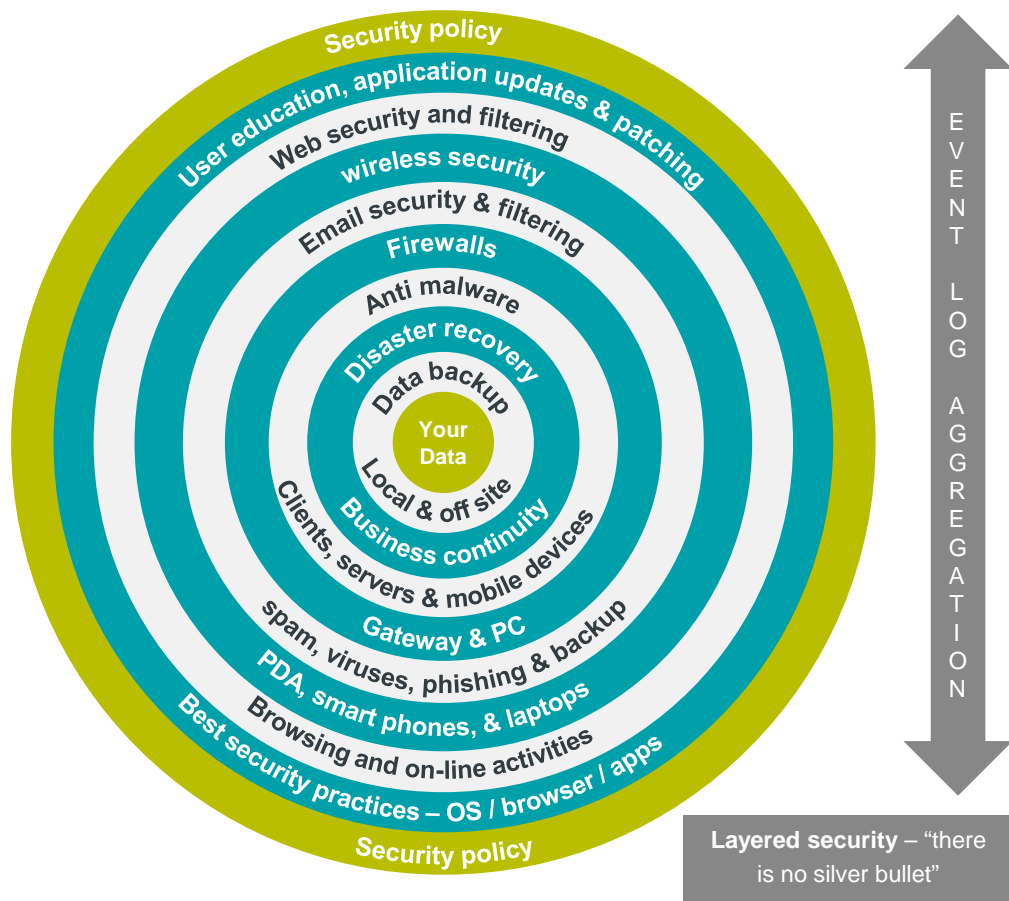 Security policy
User education, application updates & patching
Web security and filtering
wireless security
Email security & filtering
Firewalls
Anti malware
Disaster recovery
Data backup
Your
Data
Local & off site
Business continuity
Clients, servers & mobile devices
Gateway & PC
spam, viruses, phishing & backup
PDA, smart phones, & laptops
Browsing and on-line activities
Best security practices – OS / browser / apps
Security policy
EVENT LOG AGGREGATION
Layered security – “there
is no silver bullet”